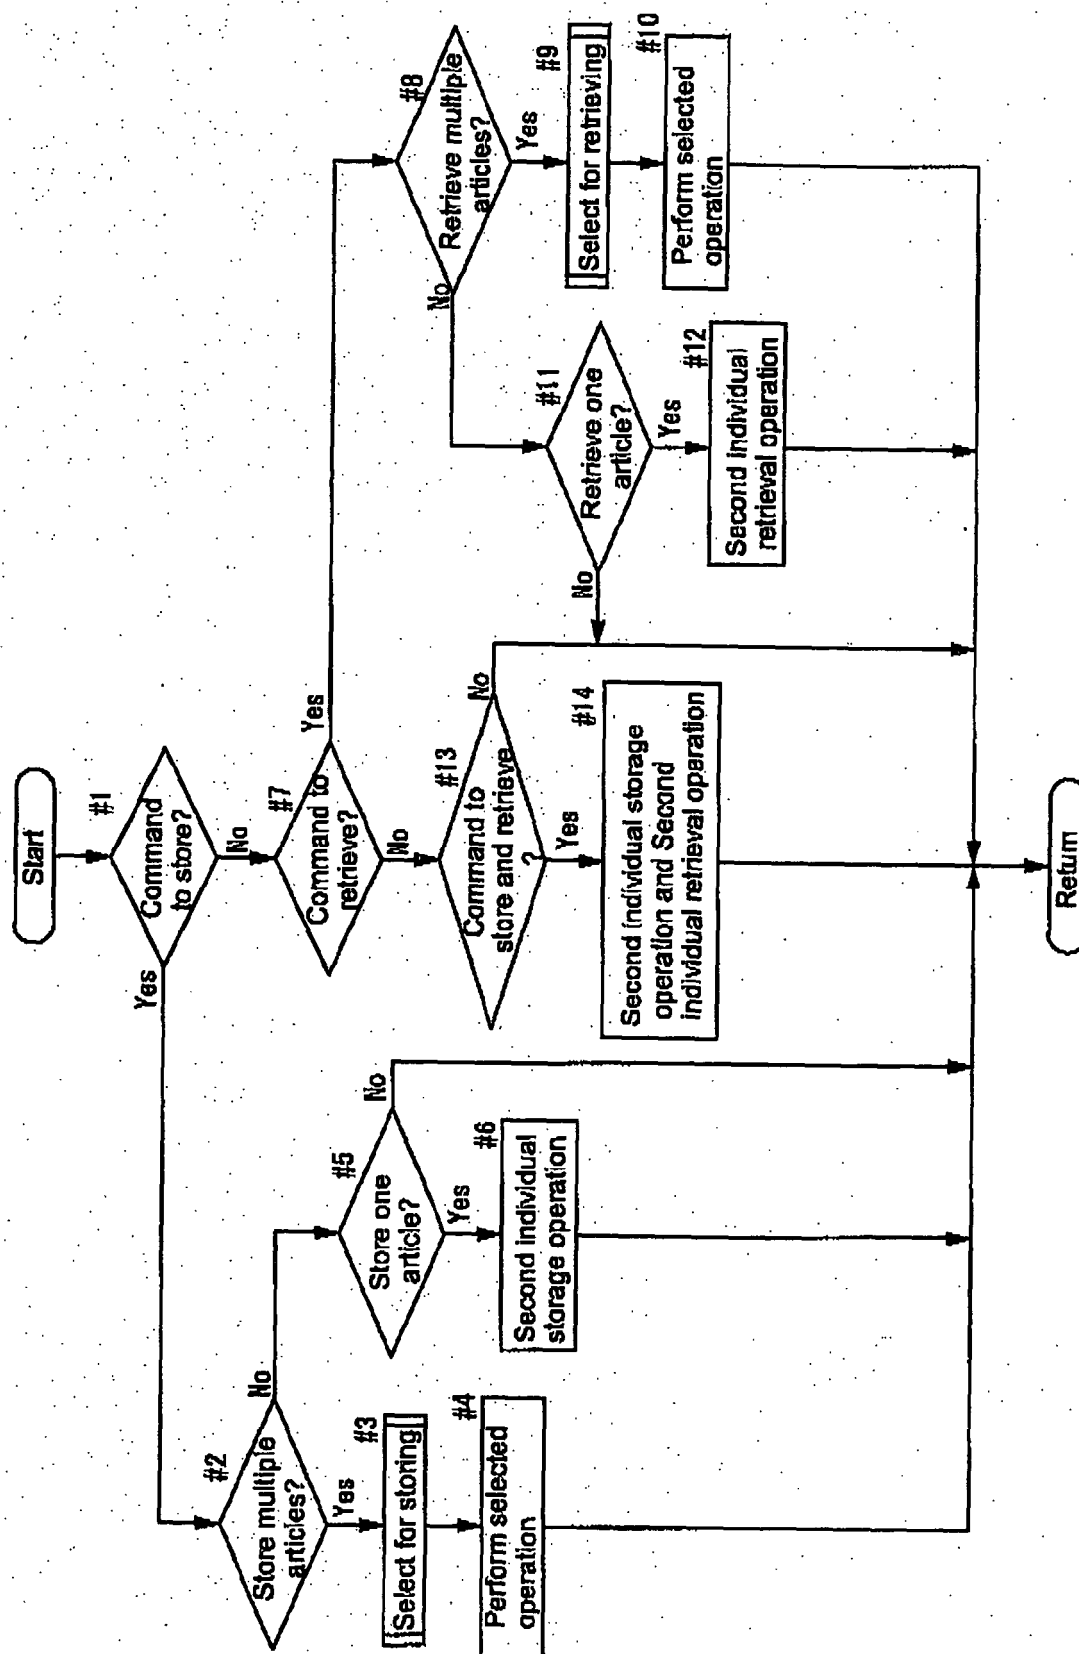 Start
#1
Command
to store?
Yes
No
#2
Store multiple
articles?
No
Yes
#3
Select for storing
#4
Perform selected
operation
#5
Store one
article?
No
Yes
#6
Second individual
storage operation
#7
Command to
retrieve?
Yes
No
#8
Retrieve multiple
articles?
No
Yes
#9
Select for retrieving
#10
Perform selected
operation
#11
Retrieve one
article?
No
Yes
#12
Second individual
retrieval operation
#13
Command to
store and retrieve
?
No
Yes
#14
Second individual storage
operation and Second
individual retrieval operation
Return